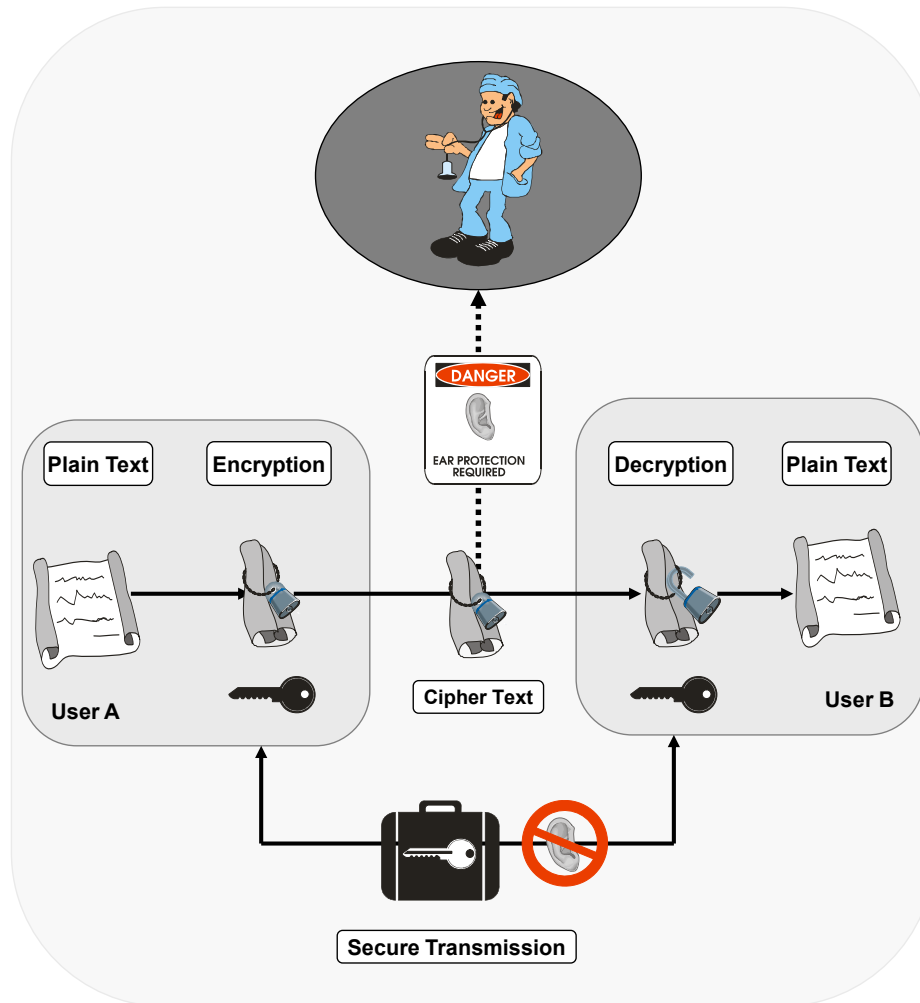 DANGER
EAR PROTECTION
REQUIRED
Plain Text
Encryption
Decryption
Plain Text
User A
Cipher Text
User B
Secure Transmission